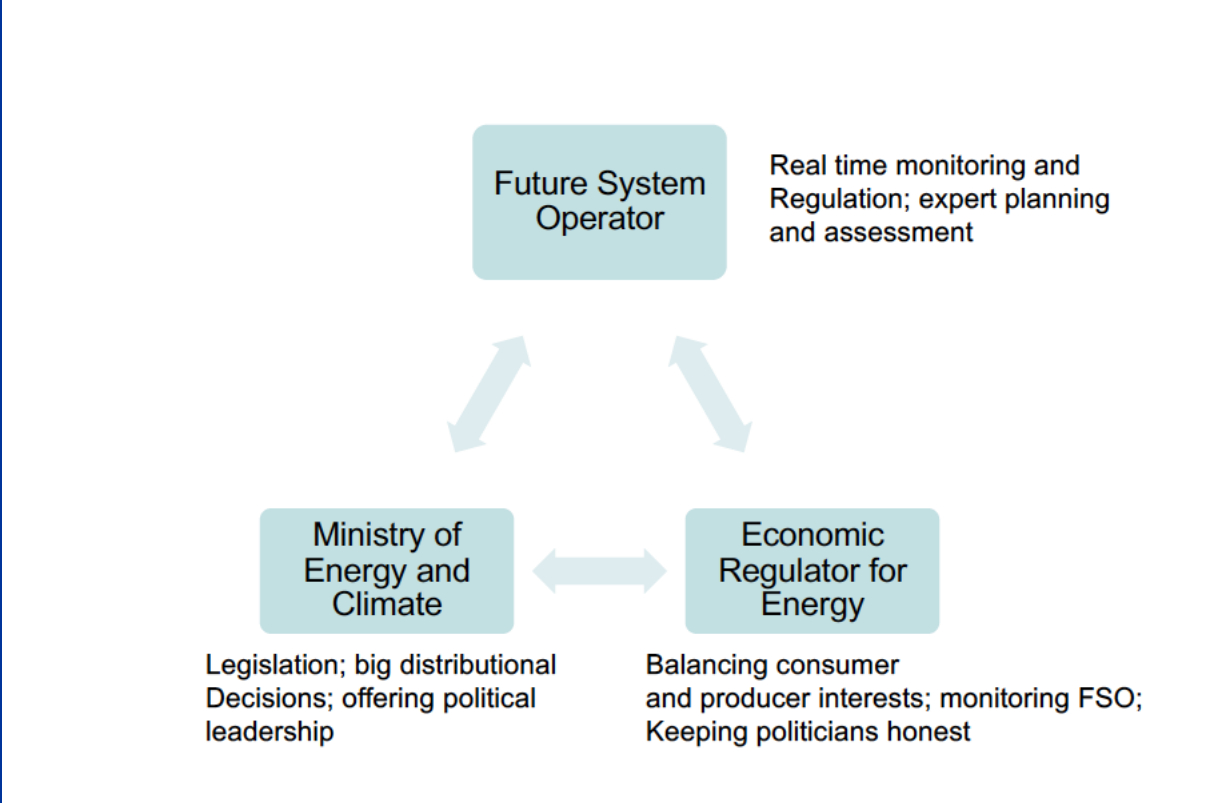 Future System
Operator
Real time monitoring and
Regulation; expert planning
and assessment
Ministry of
Energy and
Climate
Economic
Regulator for
Energy
Legislation; big distributional
Decisions; offering political
leadership
Balancing consumer
and producer interests; monitoring FSO;
Keeping politicians honest